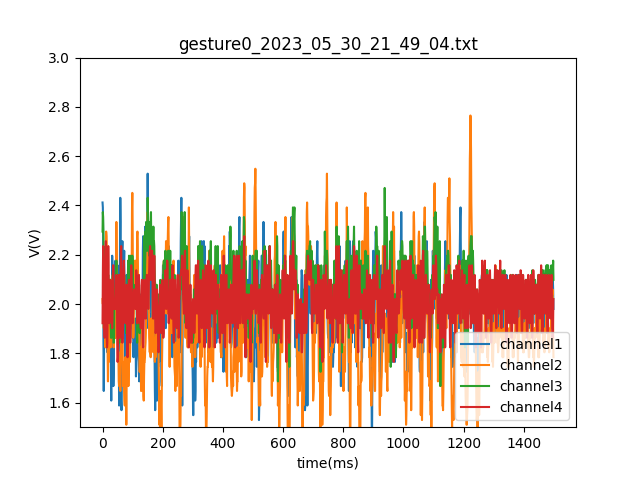 gesture0_2023_05_30_21_49_04.txt
3.0
2.8
2.6
2.4
2.2
2.0
1.8
1.6
V(V)
channel1
channel2
channel3
channel4
0 200 400 600 800 1000 1200 1400
time(ms)